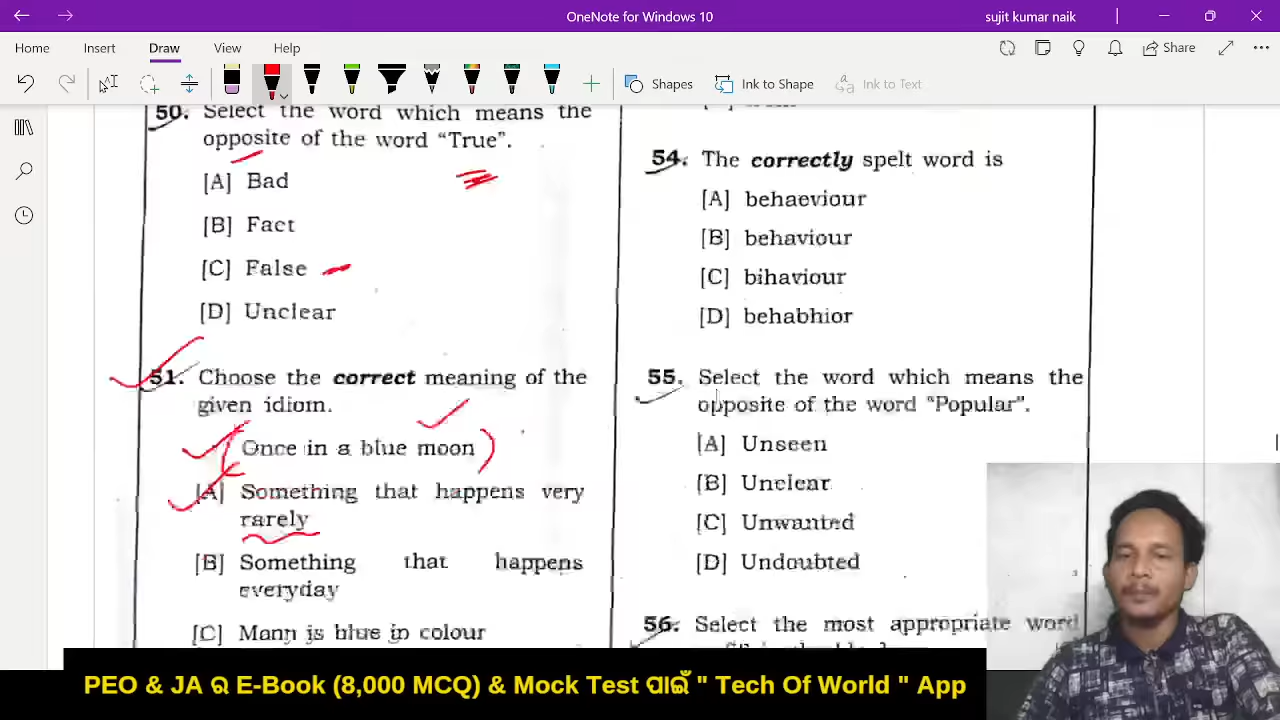 OneNote for Windows 10
sujit kumar naik
Home
Insert
Draw
View
Help
Share
Shapes
Ink to Shape
Ink to Text
50. Select the word which means the
opposite of the word “True”.
[A] Bad
[B] Fact
[C] False
[D] Unclear
51. Choose the correct meaning of the
given idiom.
Once in a blue moon
[A] Something that happens very
rarely
[B] Something that happens
everyday
[C] Mann is blue in colour
54. The correctly spelt word is
[A] behaeviour
[B] behaviour
[C] bihaviour
[D] behabhior
55. Select the word which means the
opposite of the word “Popular”.
[A] Unseen
[B] Unclear
[C] Unwanted
[D] Undoubted
56. Select the most appropriate word
PEO & JA ର E-Book (8,000 MCQ) & Mock Test ପାଇଁ " Tech Of World " App